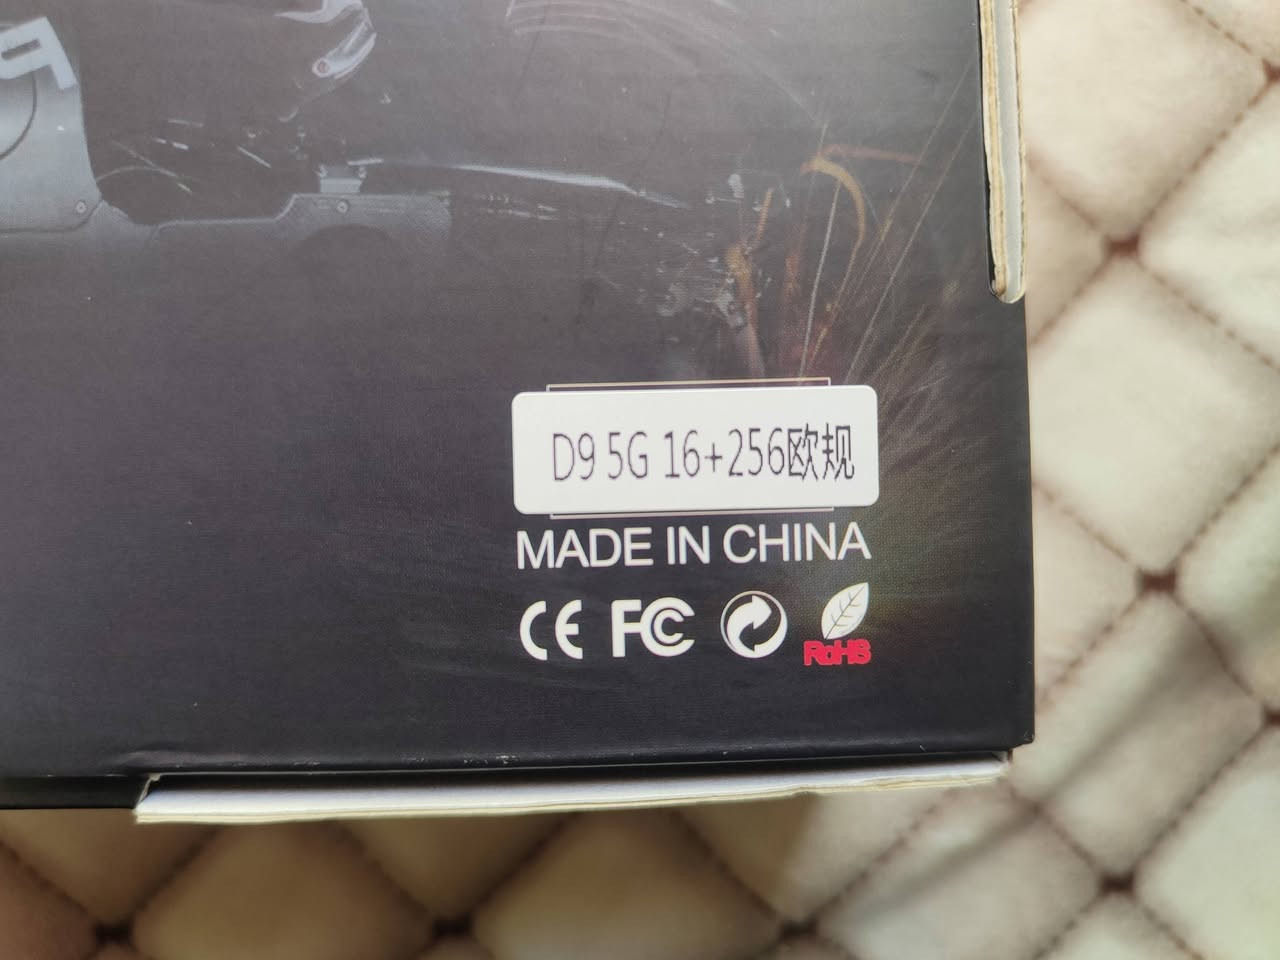 P
D9 5G 16+256欧规
MADE IN CHINA
CE FC
RoHS